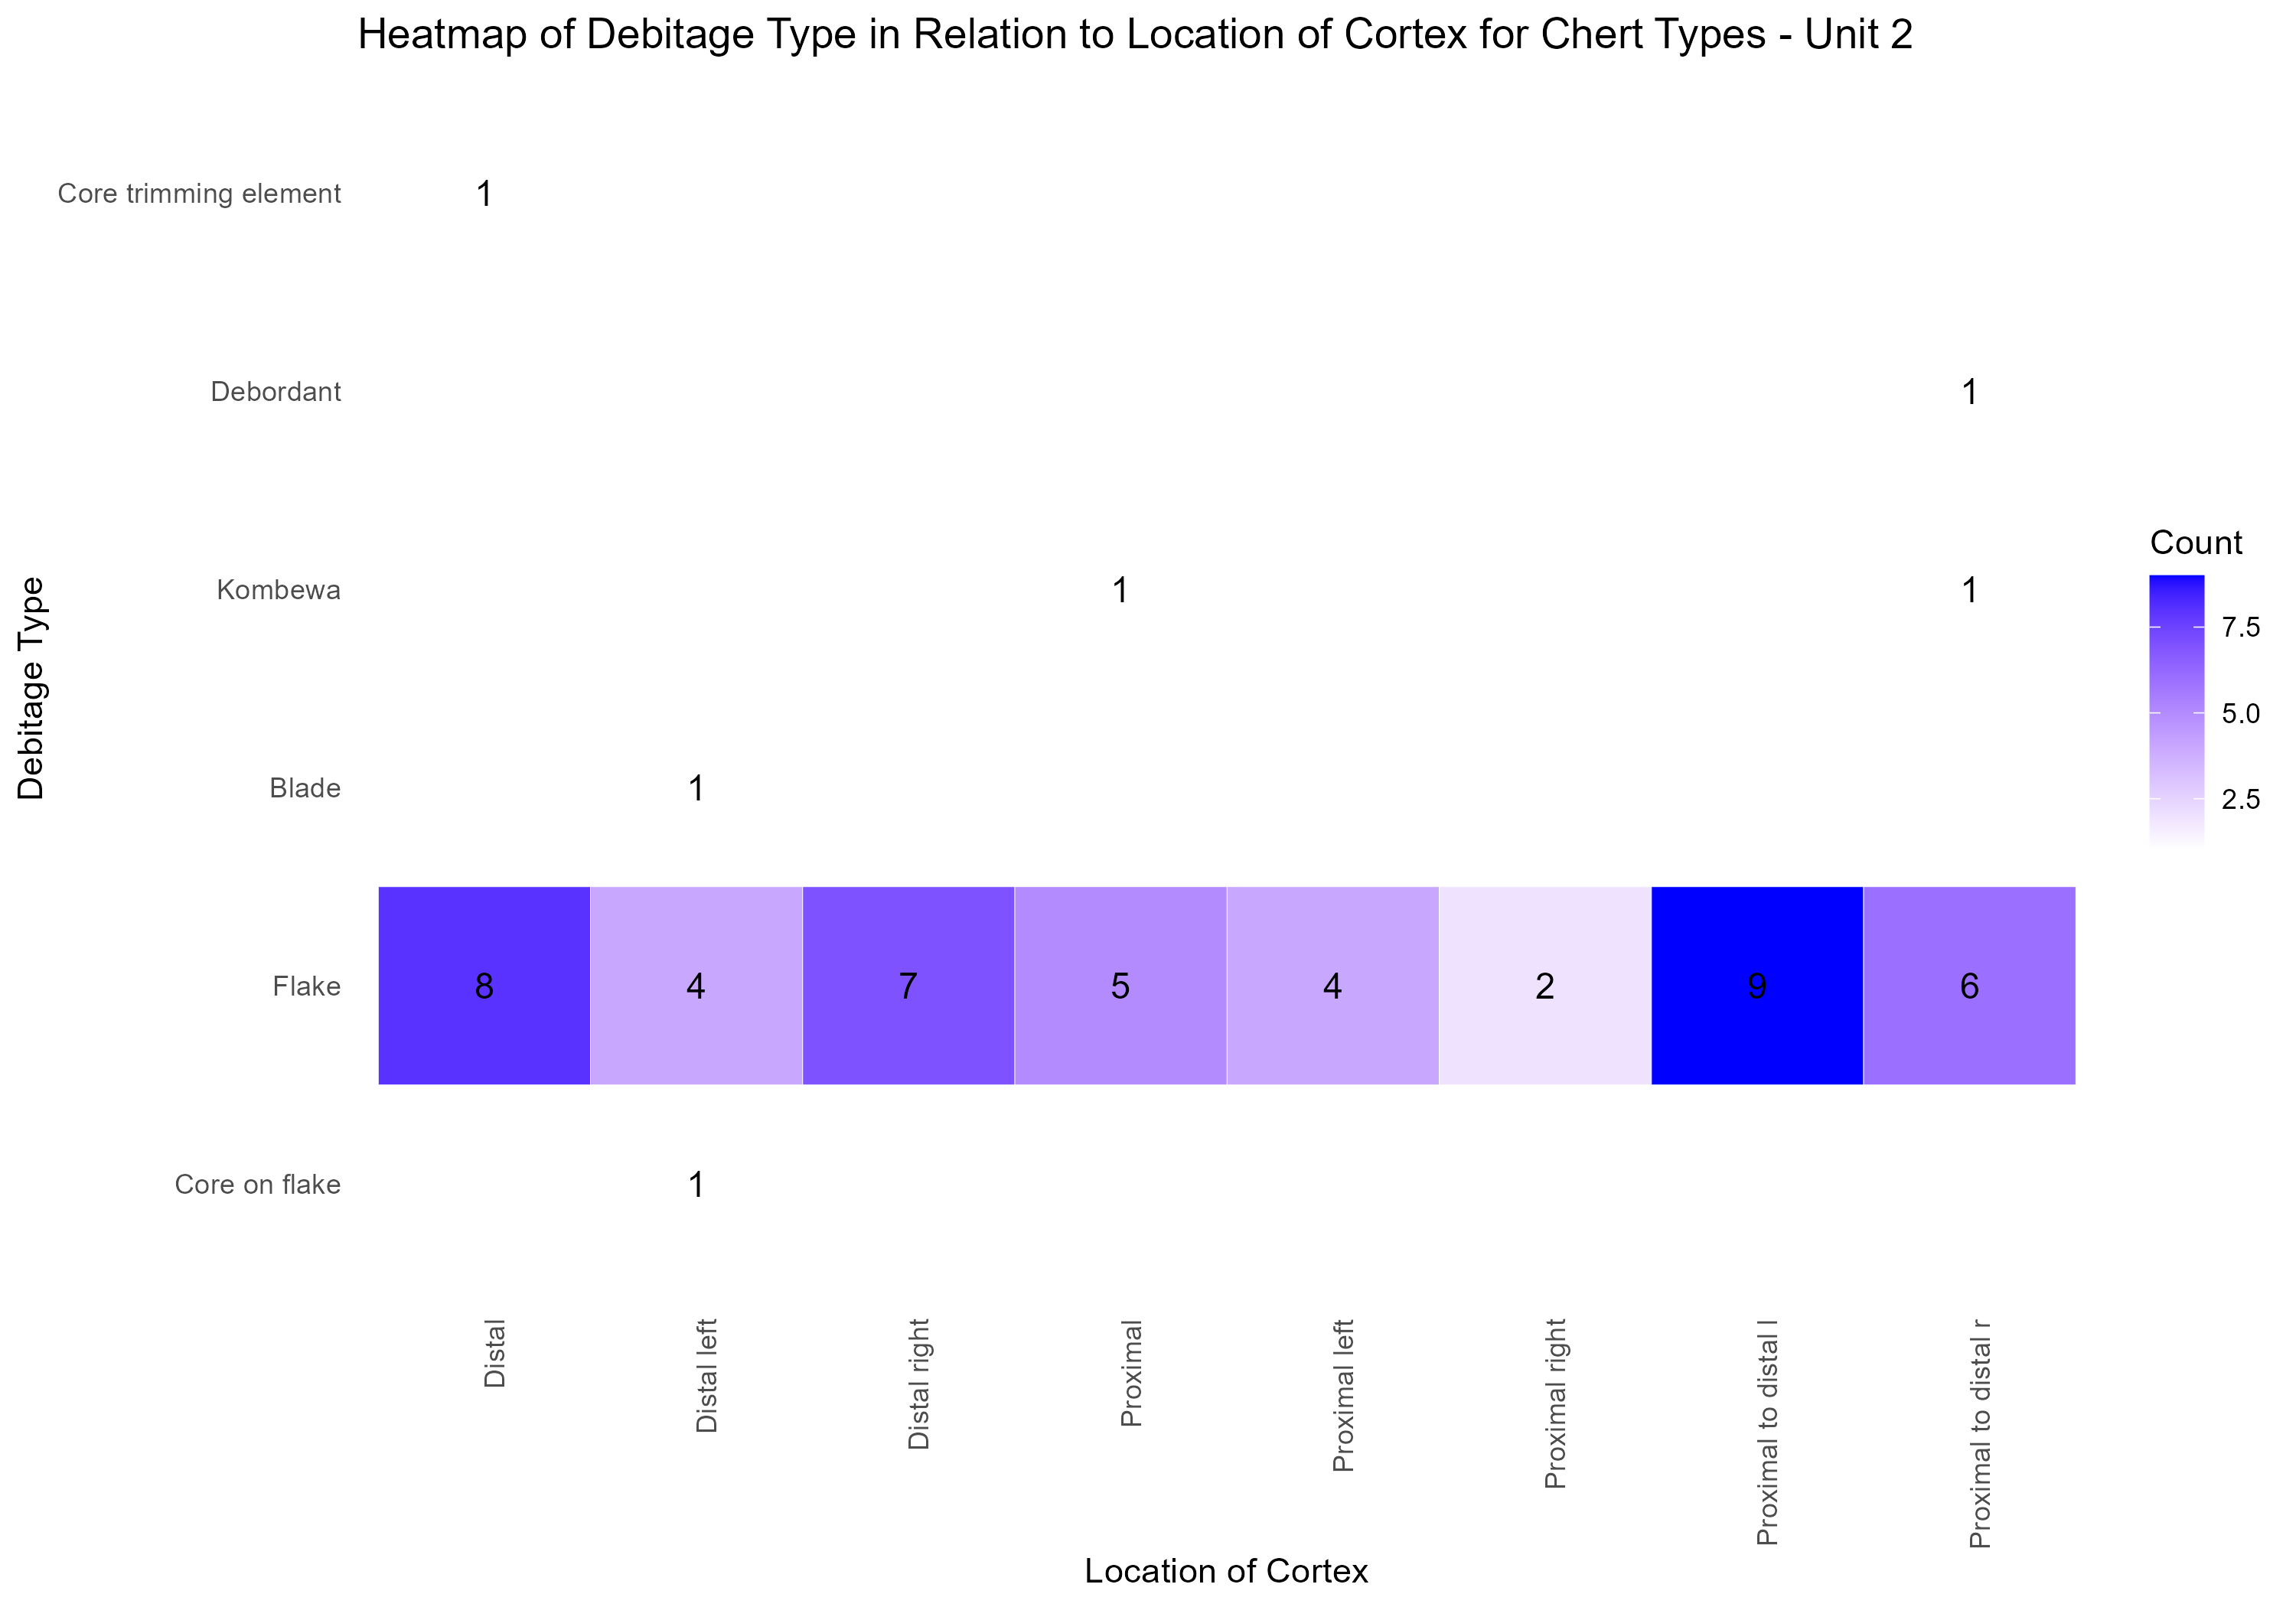 Heatmap of Debitage Type in Relation to Location of Cortex for Chert Types - Unit 2
Debitage Type
Core trimming element
1
Debordant
1
Kombewa
1 1
Blade
1
Flake
8 4 7 5 4 2 9 6
Core on flake
1
Distal
Distal left
Distal right
Proximal
Proximal left
Proximal right
Proximal to distal l
Proximal to distal r
Location of Cortex
Count
7.5
5.0
2.5